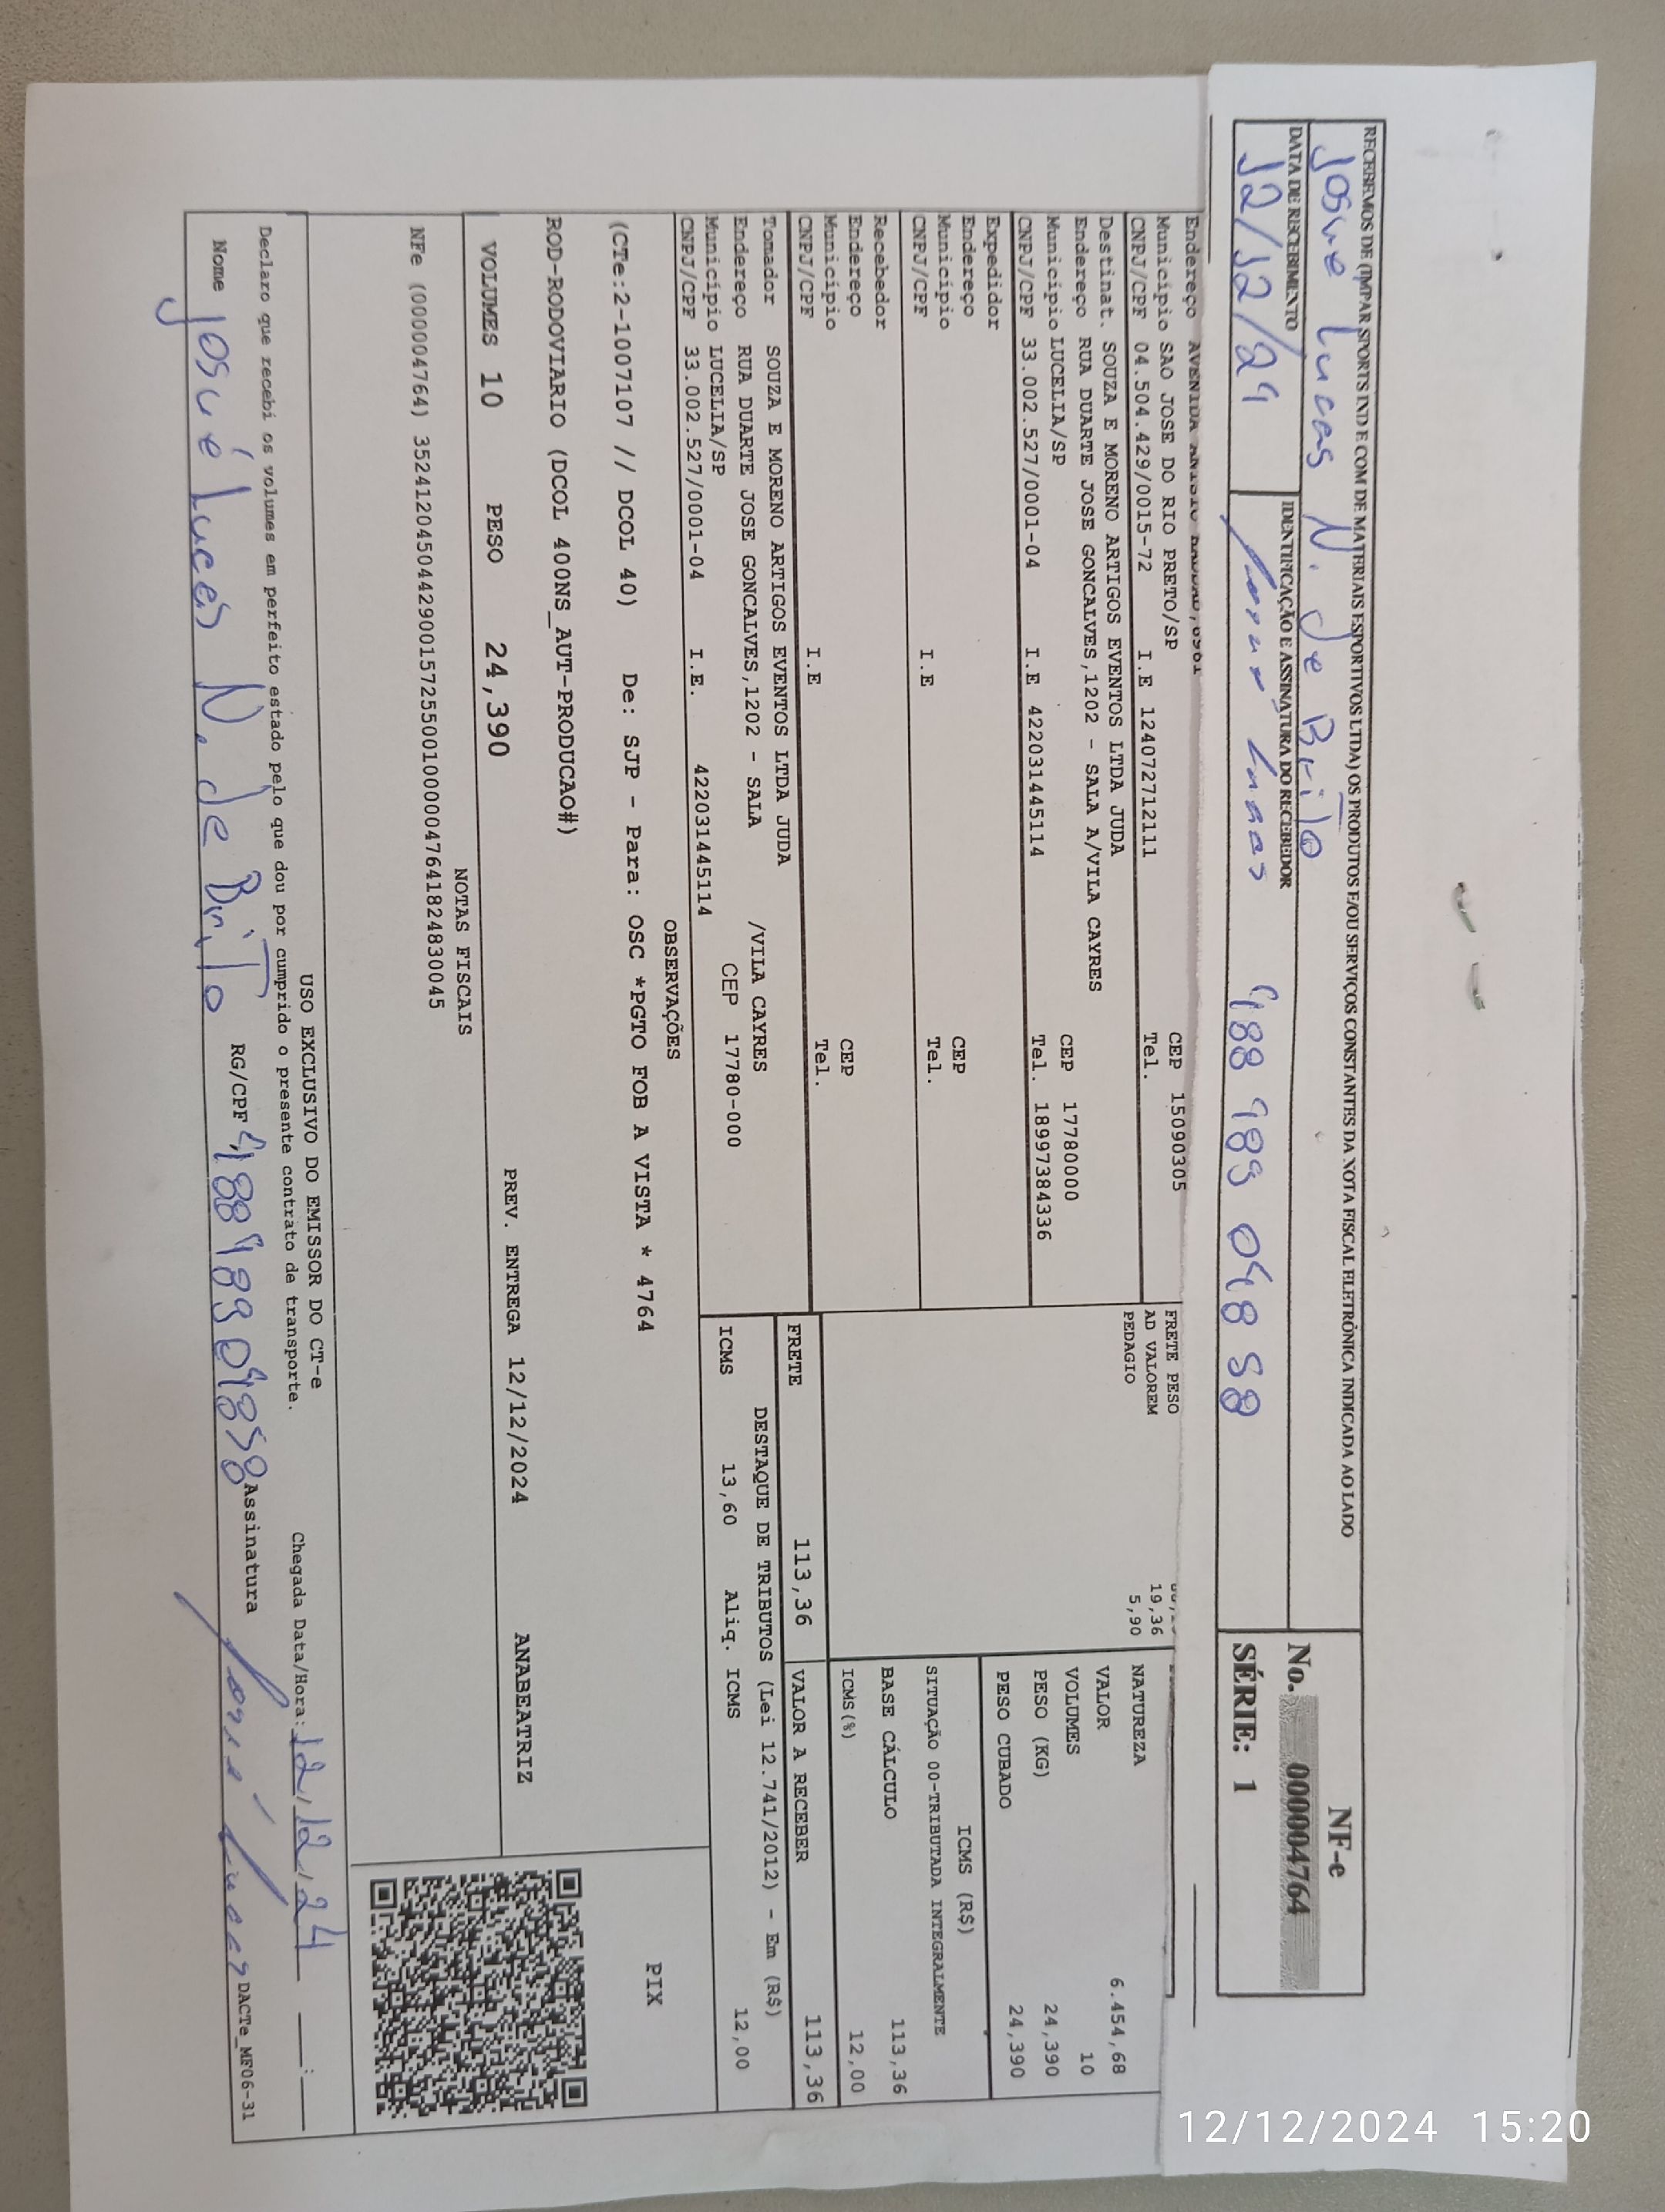 RECEBEMOS DE (IMPAR SPORTS IND E COM DE MATERIAIS ESPORTIVOS LTDA) OS PRODUTOS E/OU SERVIÇOS CONSTANTES DA NOTA FISCAL ELETRÔNICA INDICADA AO LADO
Josue Lucas N. de Brito
DATA DE RECEBIMENTO
12/12/24
IDENTIFICAÇÃO E ASSINATURA DO RECEBEDOR
Lucas 488 989 048 58
NF-e
No. 000004764
SÉRIE: 1
Endereço AVENIDA
Município SAO JOSE DO RIO PRETO/SP CEP 15090305
CNPJ/CPF 04.504.429/0015-72 I.E 124072712111 Tel.
Destinat. SOUZA E MORENO ARTIGOS EVENTOS LTDA JUDA
Endereço RUA DUARTE JOSE GONCALVES,1202 - SALA A/VILA CAYRES
Município LUCELIA/SP CEP 17780000
CNPJ/CPF 33.002.527/0001-04 I.E 422031445114 Tel. 18997384336
Expedidor
Endereço
Município CEP
CNPJ/CPF I.E Tel.
Recebedor
Endereço
Município CEP
CNPJ/CPF I.E Tel.
Tomador SOUZA E MORENO ARTIGOS EVENTOS LTDA JUDA
Endereço RUA DUARTE JOSE GONCALVES,1202 - SALA /VILA CAYRES
Município LUCELIA/SP CEP 17780-000
CNPJ/CPF 33.002.527/0001-04 I.E. 422031445114
FRETE PESO
AD VALOREM 19,36
PEDAGIO 5,90
NATUREZA
VALOR 6.454,68
VOLUMES 10
PESO (KG) 24,390
PESO CUBADO 24,390
ICMS (R$)
SITUAÇÃO 00-TRIBUTADA INTEGRALMENTE
BASE CÁLCULO 113,36
ICMS(%) 12,00
FRETE 113,36 VALOR A RECEBER 113,36
DESTAQUE DE TRIBUTOS (Lei 12.741/2012) - Em (R$)
ICMS 13,60 Aliq. ICMS 12,00
OBSERVAÇÕES
(CTe:2-1007107 // DCOL 40) De: SJP - Para: OSC *PGTO FOB A VISTA * 4764
ROD-RODOVIARIO (DCOL 400NS_AUT-PRODUCAO#)
PIX
VOLUMES 10 PESO 24,390 PREV. ENTREGA 12/12/2024 ANABEATRIZ
NOTAS FISCAIS
NFe (000004764) 35241204504429001572550010000047641824830045
USO EXCLUSIVO DO EMISSOR DO CT-e
Declaro que recebi os volumes em perfeito estado pelo que dou por cumprido o presente contrato de transporte. Chegada Data/Hora: 12/12/24 :
Nome Josué Lucas N. de Brito RG/CPF 48898904858 Assinatura Josué Lucas DACTe_MF06-31
12/12/2024 15:20